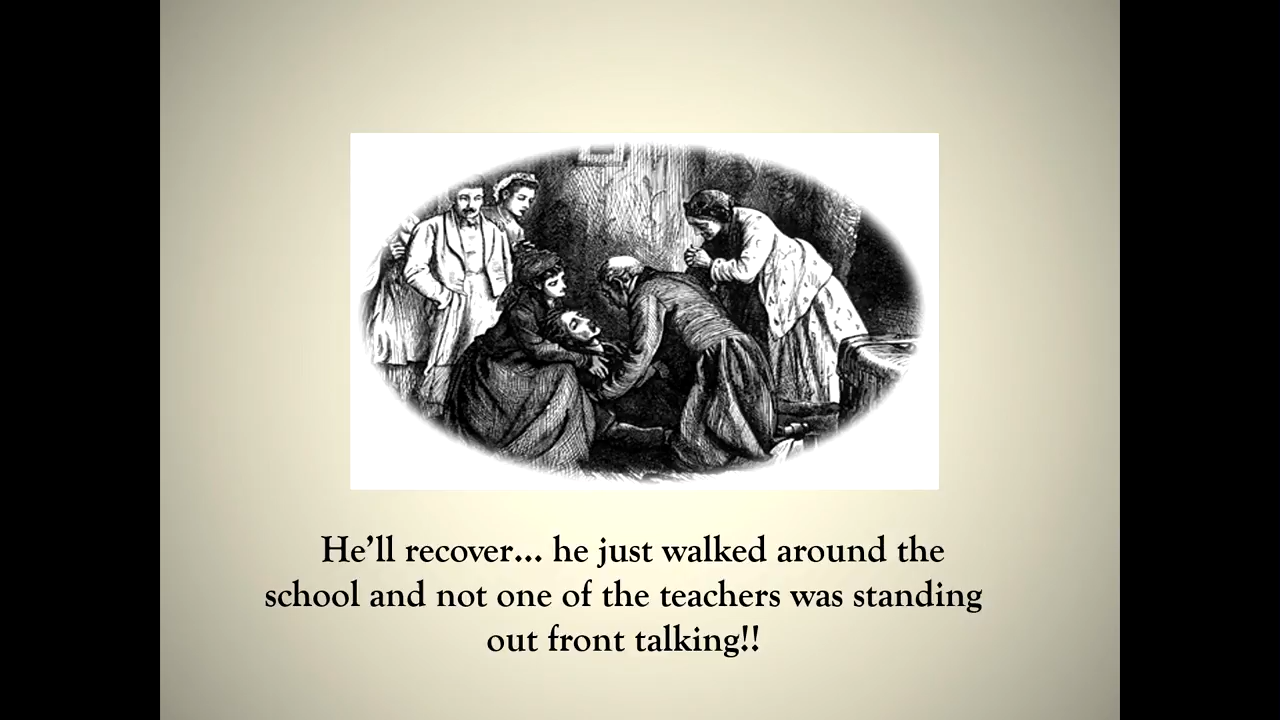 He’ll recover... he just walked around the
school and not one of the teachers was standing
out front talking!!